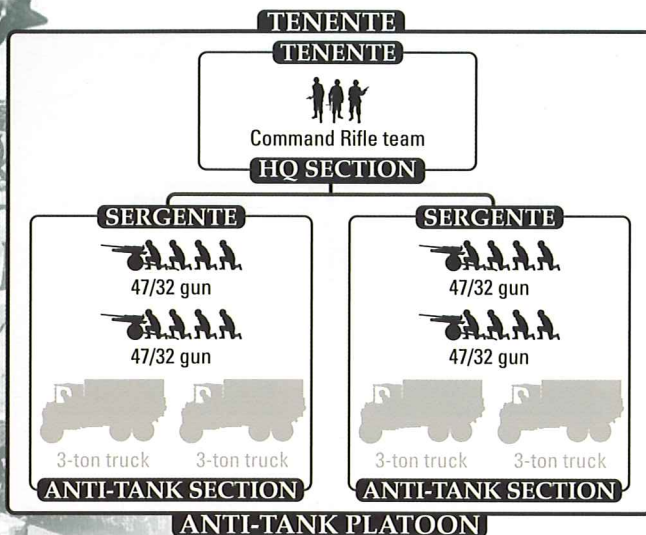 TENENTE
TENENTE
Command Rifle team
HQ SECTION
SERGENTE
47/32 gun
47/32 gun
3-ton truck 3-ton truck
ANTI-TANK SECTION
SERGENTE
47/32 gun
47/32 gun
3-ton truck 3-ton truck
ANTI-TANK SECTION
ANTI-TANK PLATOON